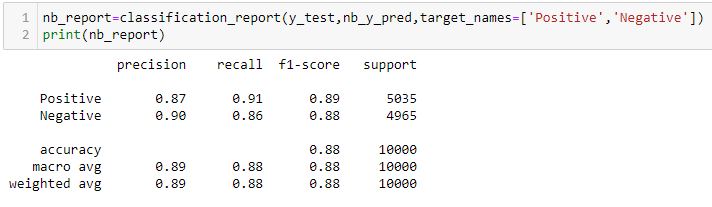 1 nb_report=classification_report(y_test,nb_y_pred,target_names=['Positive','Negative'])
2 print(nb_report)
precision recall f1-score support
Positive 0.87 0.91 0.89 5035
Negative 0.90 0.86 0.88 4965
accuracy 0.88 10000
macro avg 0.89 0.88 0.88 10000
weighted avg 0.89 0.88 0.88 10000